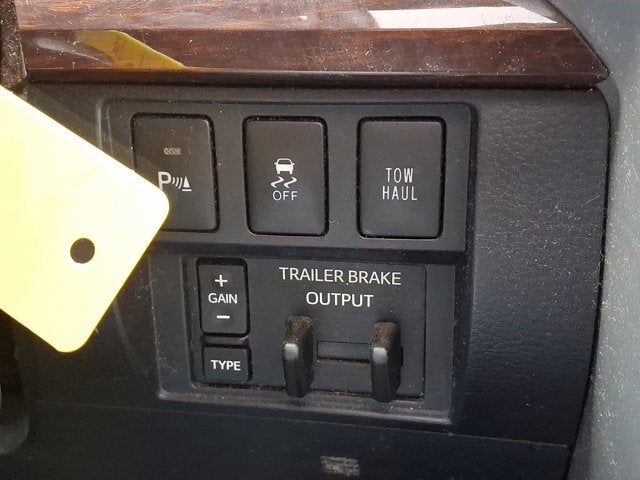 P
OFF
TOW
HAUL
+
GAIN
−
TYPE
TRAILER BRAKE
OUTPUT